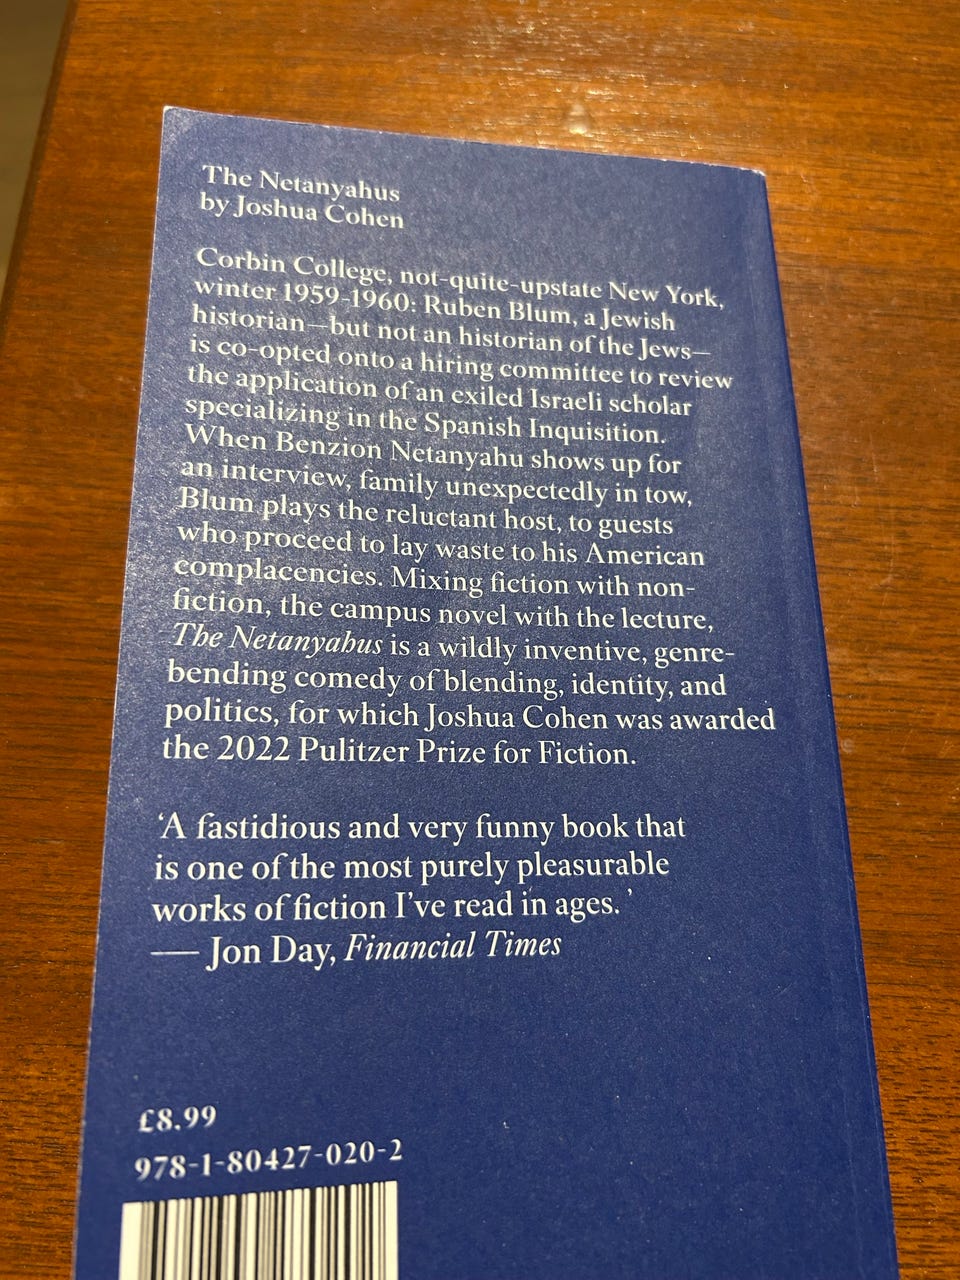 The Netanyahus
by Joshua Cohen
Corbin College, not-quite-upstate New York,
winter 1959-1960: Ruben Blum, a Jewish
historian—but not an historian of the Jews—
is co-opted onto a hiring committee to review
the application of an exiled Israeli scholar
specializing in the Spanish Inquisition.
When Benzion Netanyahu shows up for
an interview, family unexpectedly in tow,
Blum plays the reluctant host, to guests
who proceed to lay waste to his American
complacencies. Mixing fiction with non-
fiction, the campus novel with the lecture,
The Netanyahus is a wildly inventive, genre-
bending comedy of blending, identity, and
politics, for which Joshua Cohen was awarded
the 2022 Pulitzer Prize for Fiction.
‘A fastidious and very funny book that
is one of the most purely pleasurable
works of fiction I’ve read in ages.’
— Jon Day, Financial Times
£8.99
978-1-80427-020-2